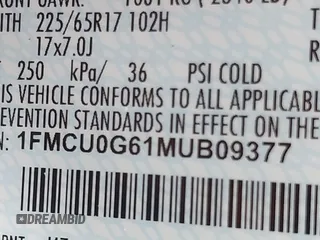 WITH 225/65R17 102H
17x7.0J
250 kPa/ 36 PSI COLD
IS VEHICLE CONFORMS TO ALL APPLICABL
EVENTION STANDARDS IN EFFECT ON THE
: 1FMCU0G61MUB09377
DREAMBID